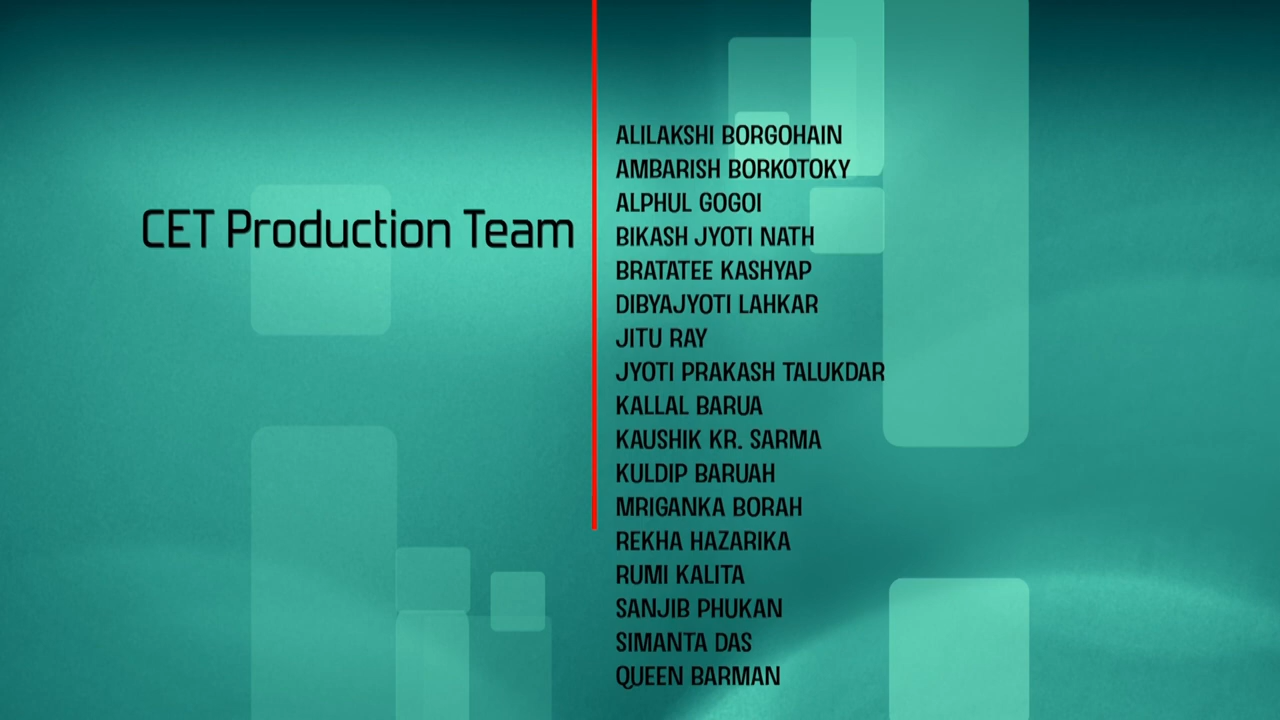 CET Production Team
ALILAKSHI BORGOHAIN
AMBARISH BORKOTOKY
ALPHUL GOGOI
BIKASH JYOTI NATH
BRATATEE KASHYAP
DIBYAJYOTI LAHKAR
JITU RAY
JYOTI PRAKASH TALUKDAR
KALLAL BARUA
KAUSHIK KR. SARMA
KULDIP BARUAH
MRIGANKA BORAH
REKHA HAZARIKA
RUMI KALITA
SANJIB PHUKAN
SIMANTA DAS
QUEEN BARMAN